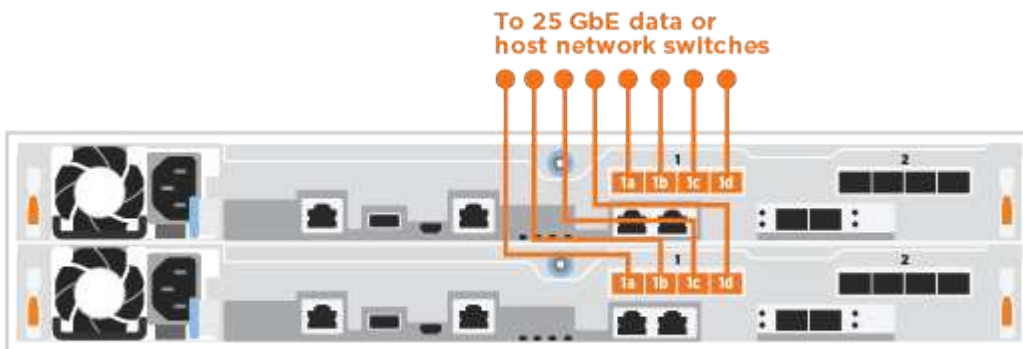 To 25 GbE data or
host network switches
1
2
1a 1b 1c 1d
1
2
1a 1b 1c 1d